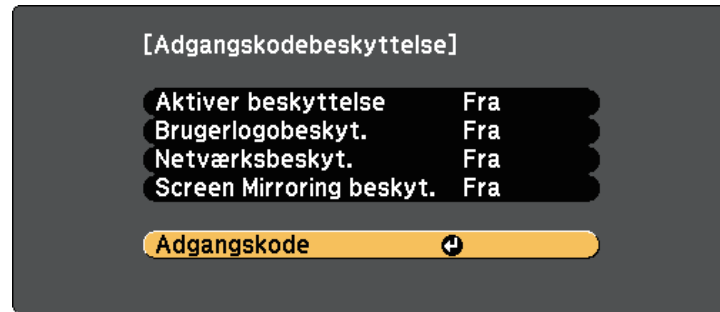 [Adgangskodebeskyttelse]
Aktiver beskyttelse Fra
Brugerlogobeskyt. Fra
Netværksbeskyt. Fra
Screen Mirroring beskyt. Fra
Adgangskode